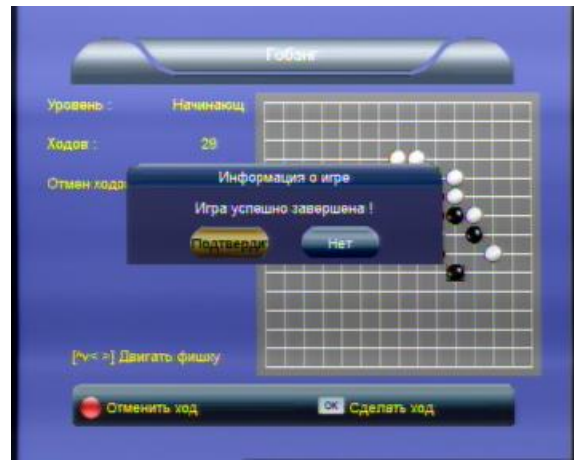 Гобанг
Уровень : Начинающ
Ходов : 29
Отмен ходо
Информация о игре
Игра успешно завершена !
Подтверди Нет
[^v< >] Двигать фишку
Отменить ход OK Сделать ход